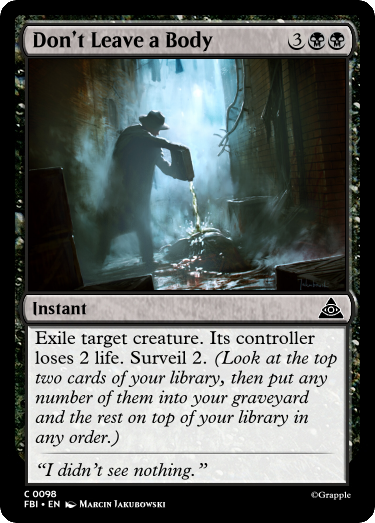 Don't Leave a Body 3
Instant
Exile target creature. Its controller
loses 2 life. Surveil 2. (Look at the top
two cards of your library, then put any
number of them into your graveyard
and the rest on top of your library in
any order.)
“I didn't see nothing.”
C 0098
FBI • EN Marcin Jakubowski
©Grapple